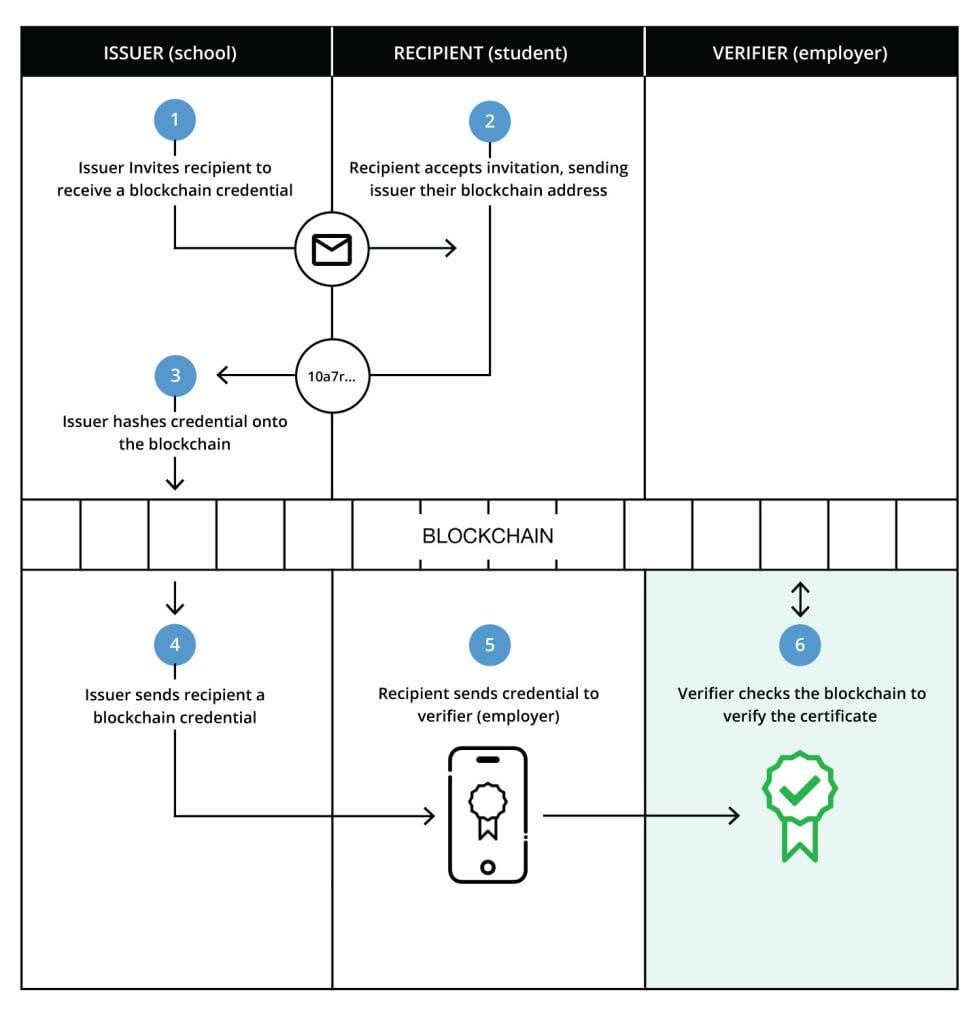 ISSUER (school)
RECIPIENT (student)
VERIFIER (employer)
1
Issuer Invites recipient to
receive a blockchain credential
2
Recipient accepts invitation, sending
issuer their blockchain address
10a7r...
3
Issuer hashes credential onto
the blockchain
BLOCKCHAIN
4
Issuer sends recipient a
blockchain credential
5
Recipient sends credential to
verifier (employer)
6
Verifier checks the blockchain to
verify the certificate